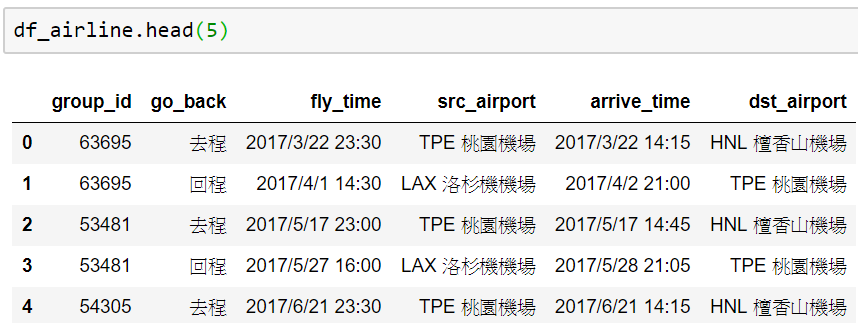 df_airline.head(5)
group_id go_back fly_time src_airport arrive_time dst_airport
0 63695 去程 2017/3/22 23:30 TPE 桃園機場 2017/3/22 14:15 HNL 檀香山機場
1 63695 回程 2017/4/1 14:30 LAX 洛杉機機場 2017/4/2 21:00 TPE 桃園機場
2 53481 去程 2017/5/17 23:00 TPE 桃園機場 2017/5/17 14:45 HNL 檀香山機場
3 53481 回程 2017/5/27 16:00 LAX 洛杉機機場 2017/5/28 21:05 TPE 桃園機場
4 54305 去程 2017/6/21 23:30 TPE 桃園機場 2017/6/21 14:15 HNL 檀香山機場